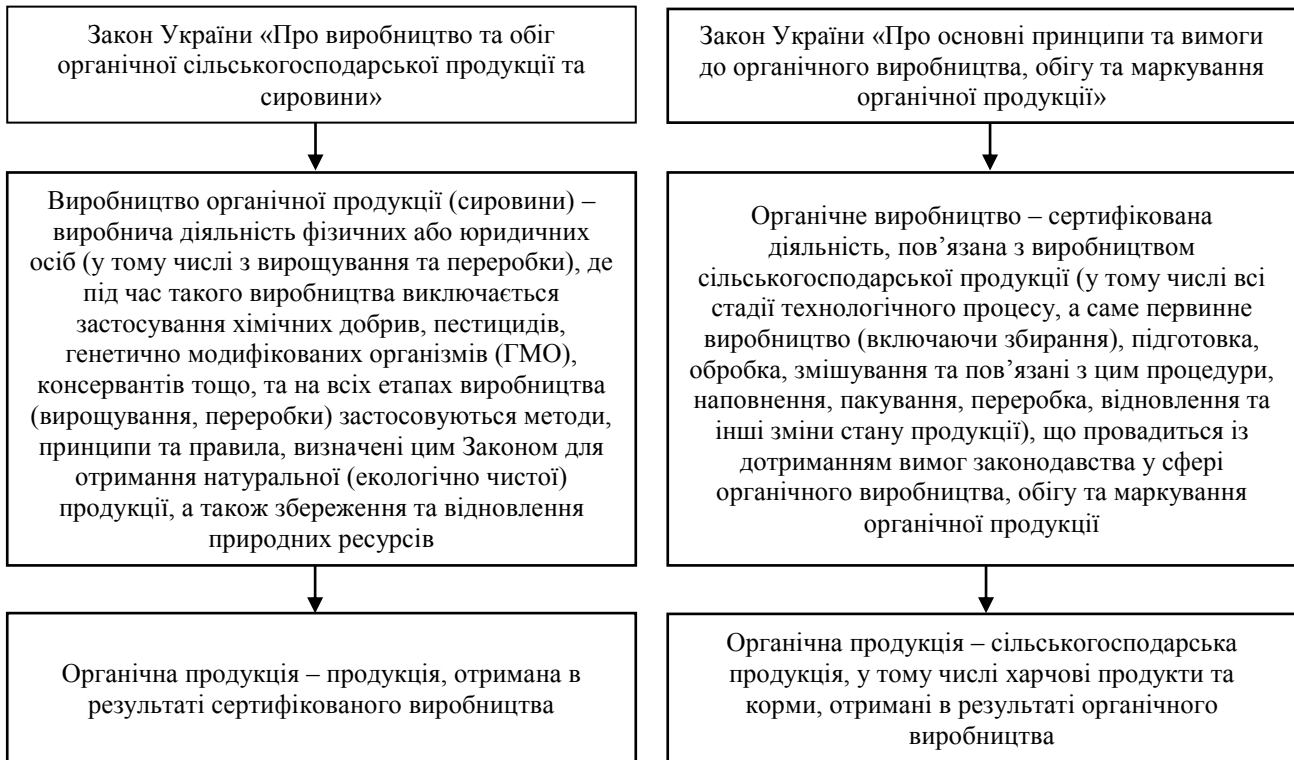 Закон України «Про виробництво та обіг
органічної сільськогосподарської продукції та
сировини»
Закон України «Про основні принципи та вимоги
до органічного виробництва, обігу та маркування
органічної продукції»
Виробництво органічної продукції (сировини) –
виробнича діяльність фізичних або юридичних
осіб (у тому числі з вирощування та переробки), де
під час такого виробництва виключається
застосування хімічних добрив, пестицидів,
генетично модифікованих організмів (ГМО),
консервантів тощо, та на всіх етапах виробництва
(вирощування, переробки) застосовуються методи,
принципи та правила, визначені цим Законом для
отримання натуральної (екологічно чистої)
продукції, а також збереження та відновлення
природних ресурсів
Органічне виробництво – сертифікована
діяльність, пов’язана з виробництвом
сільськогосподарської продукції (у тому числі всі
стадії технологічного процесу, а саме первинне
виробництво (включаючи збирання), підготовка,
обробка, змішування та пов’язані з цим процедури,
наповнення, пакування, переробка, відновлення та
інші зміни стану продукції), що провадиться із
дотриманням вимог законодавства у сфері
органічного виробництва, обігу та маркування
органічної продукції
Органічна продукція – продукція, отримана в
результаті сертифікованого виробництва
Органічна продукція – сільськогосподарська
продукція, у тому числі харчові продукти та
корми, отримані в результаті органічного
виробництва